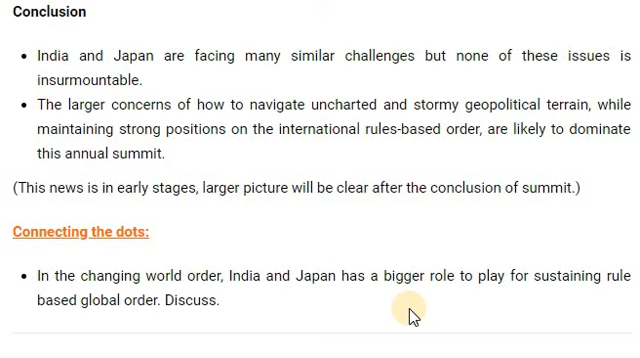 Conclusion
• India and Japan are facing many similar challenges but none of these issues is
insurmountable.
• The larger concerns of how to navigate uncharted and stormy geopolitical terrain, while
maintaining strong positions on the international rules-based order, are likely to dominate
this annual summit.
(This news is in early stages, larger picture will be clear after the conclusion of summit.)
Connecting the dots:
• In the changing world order, India and Japan has a bigger role to play for sustaining rule
based global order. Discuss.